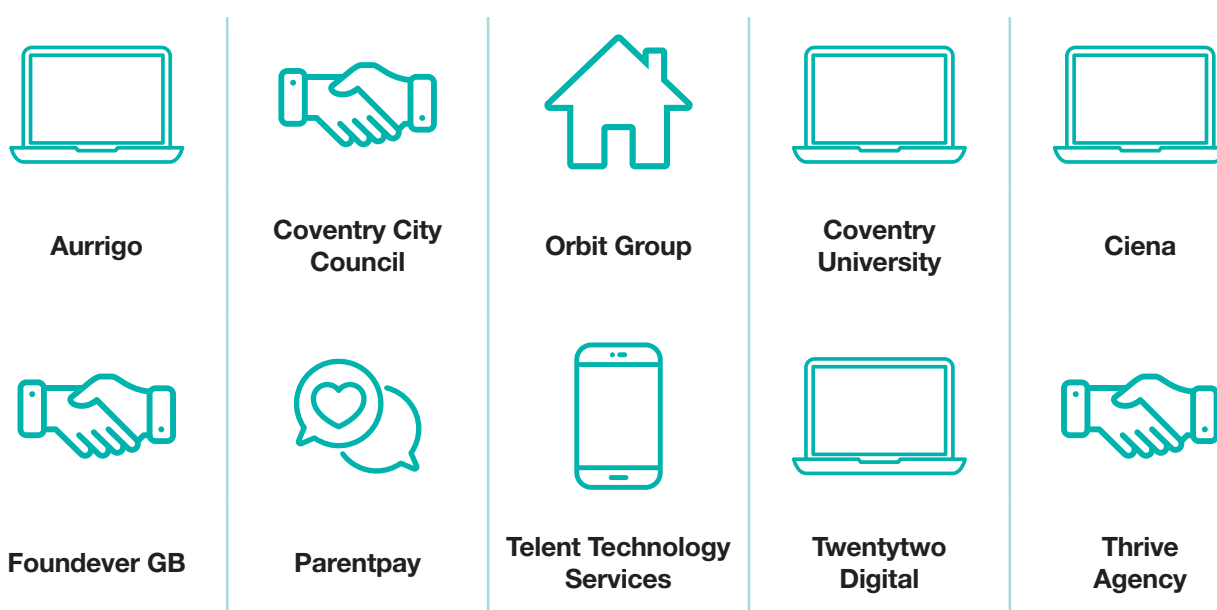 Aurrigo
Coventry City
Council
Orbit Group
Coventry
University
Ciena
Foundever GB
Parentpay
Telent Technology
Services
Twentytwo
Digital
Thrive
Agency